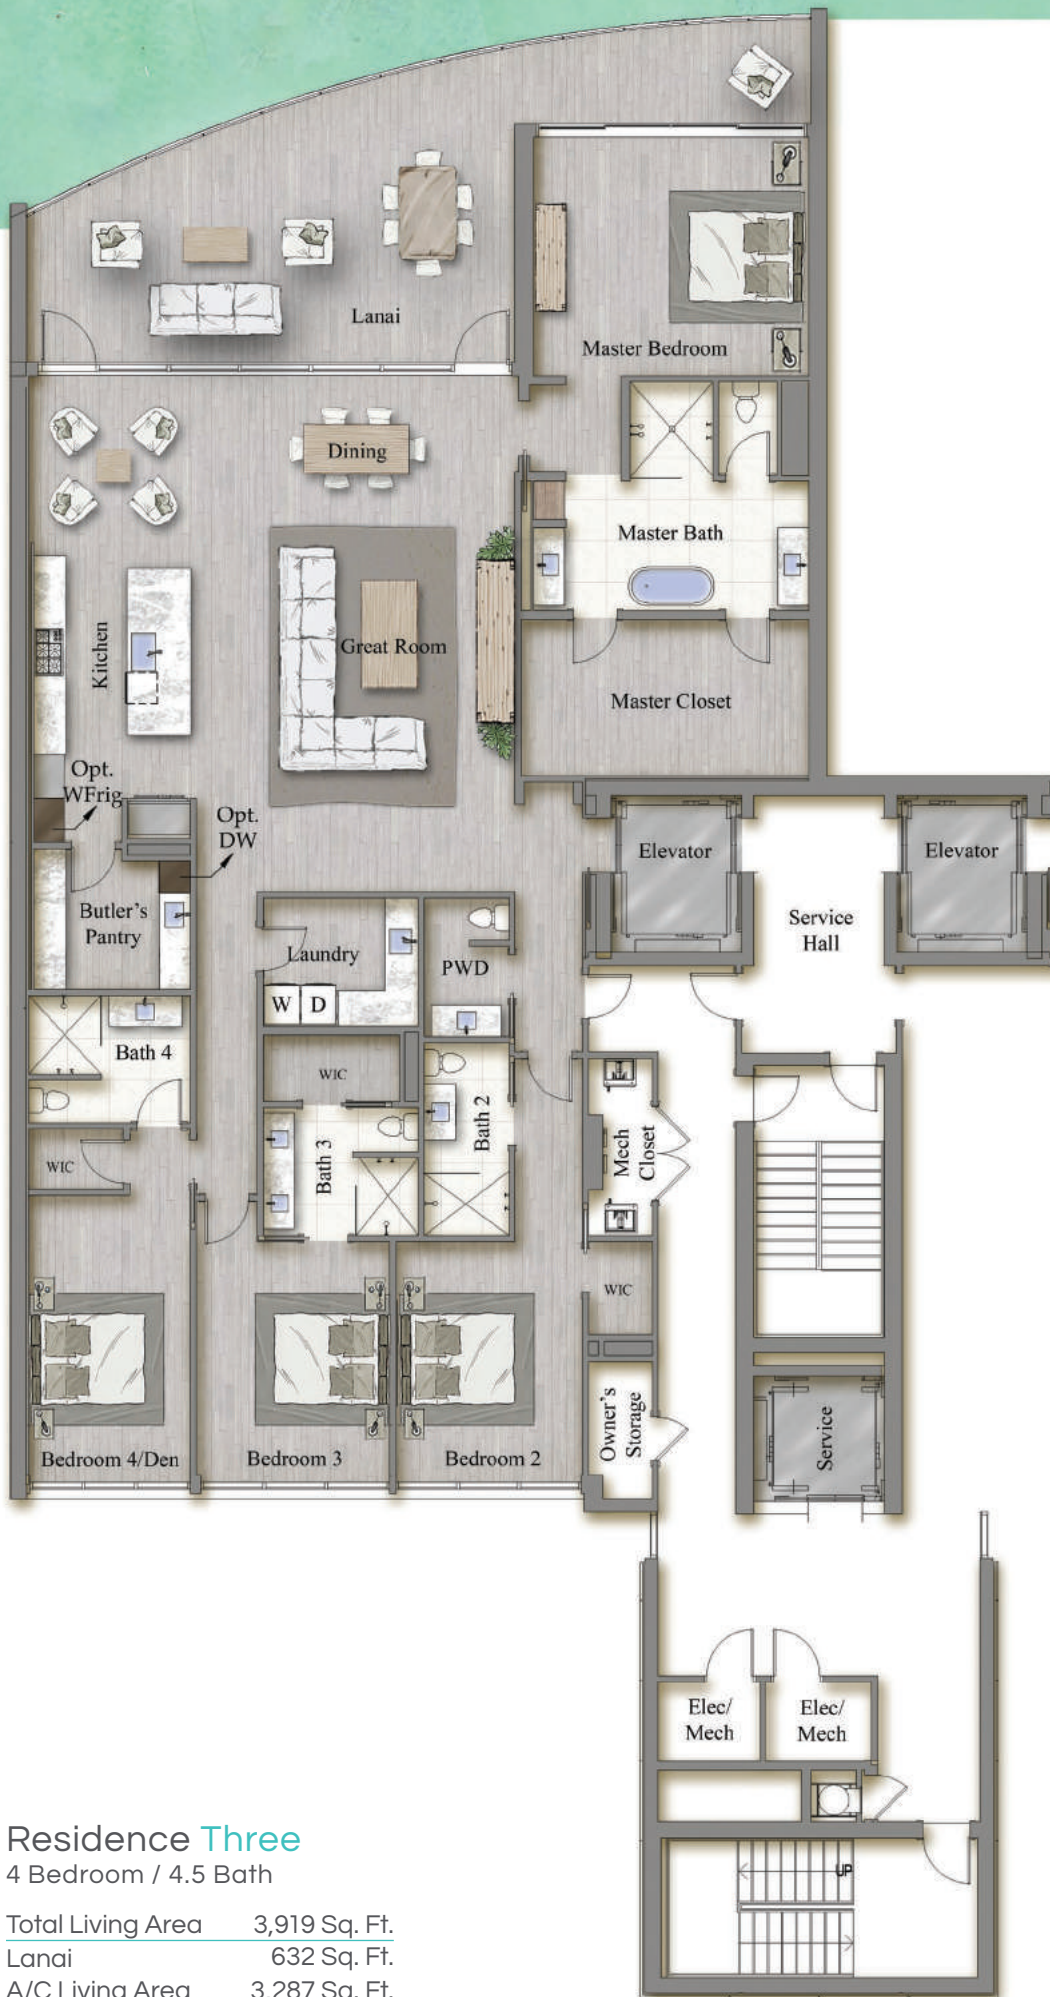 Lanai
Master Bedroom
Dining
Master Bath
Kitchen
Great Room
Master Closet
Opt.
WFrig
Opt.
DW
Elevator
Elevator
Butler's
Pantry
Service
Hall
Laundry
PWD
W D
Bath 4
WIC
Bath 2
Mech
Closet
Bath 3
WIC
WIC
Owner's
Storage
Service
Bedroom 4/Den
Bedroom 3
Bedroom 2
Elec/
Mech
Elec/
Mech
UP
Residence Three
4 Bedroom / 4.5 Bath
Total Living Area 3,919 Sq. Ft.
Lanai 632 Sq. Ft.
A/C Living Area 3,287 Sq. Ft.